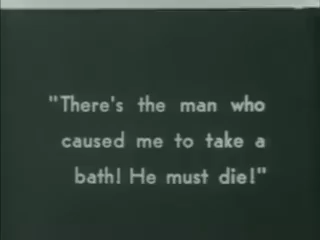 "There's the man who
caused me to take a
bath! He must die!"